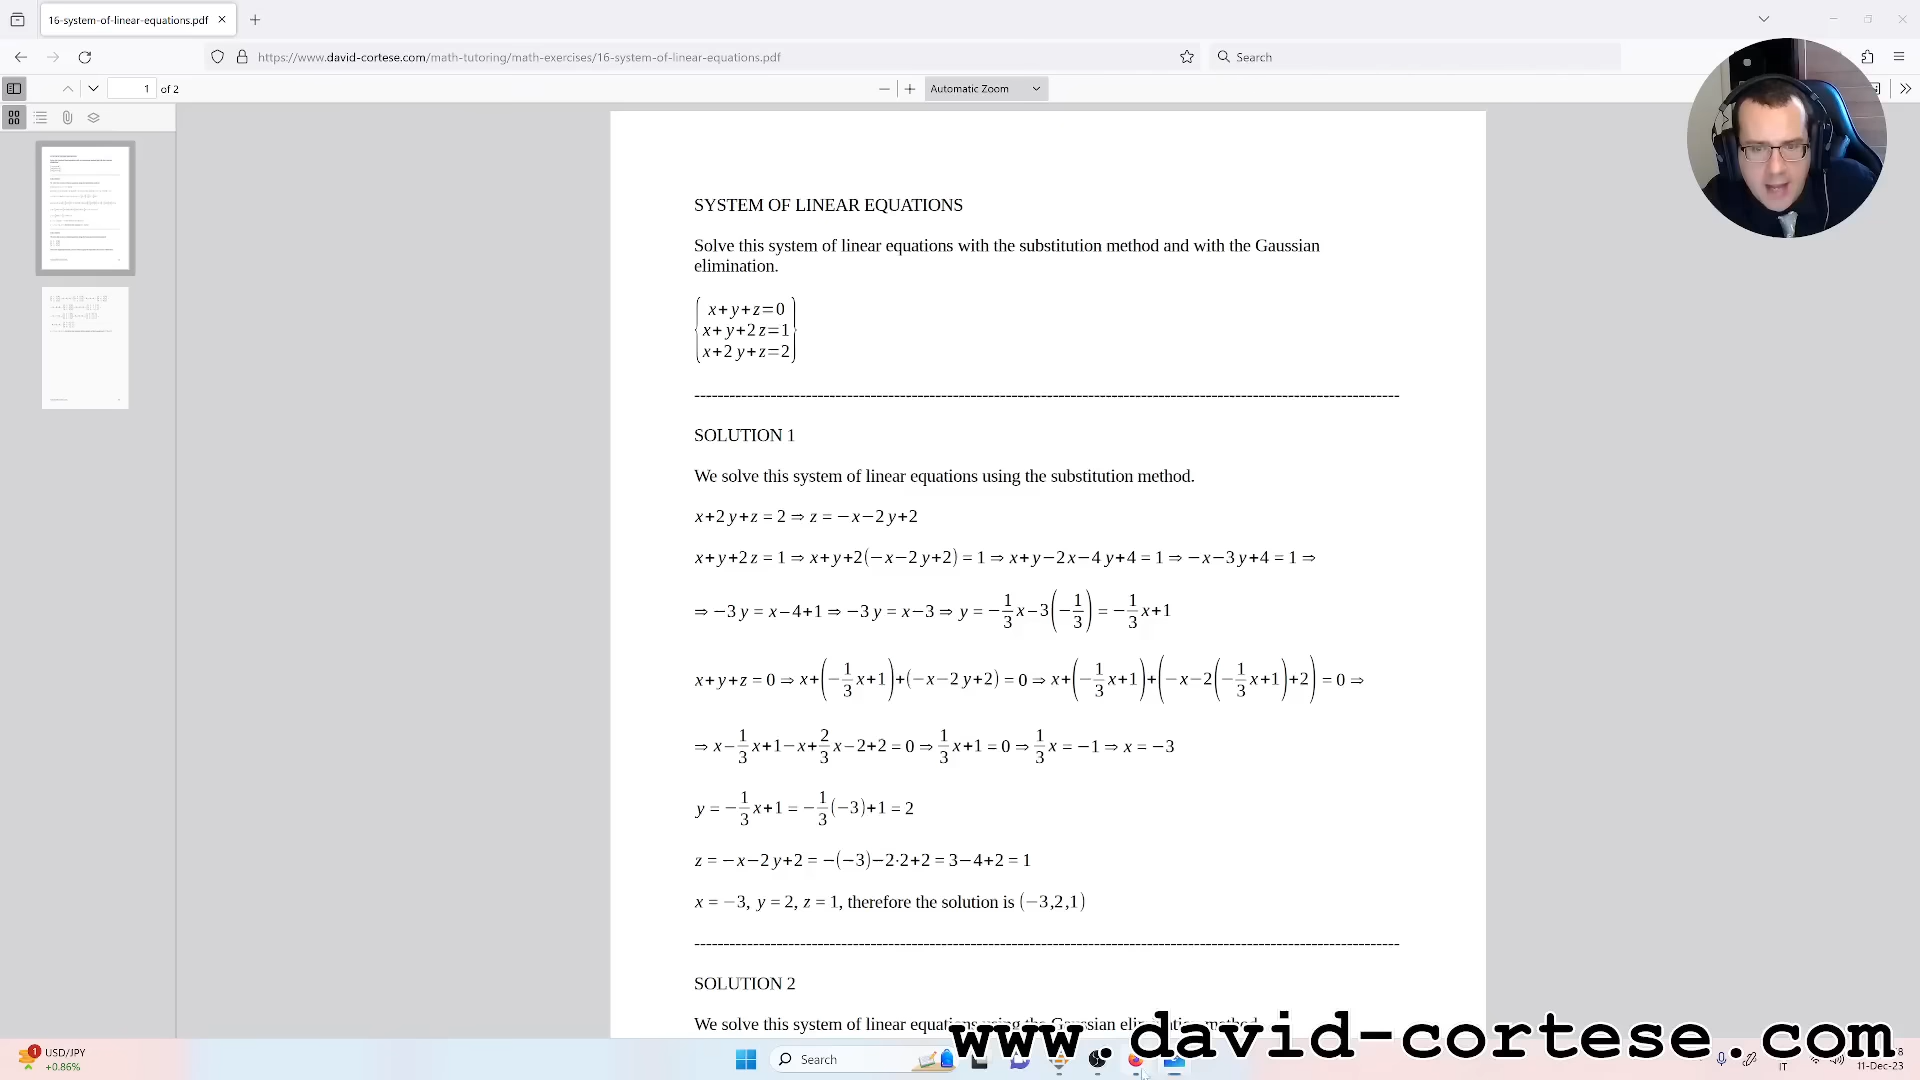 16-system-of-linear-equations.pdf
https://www.david-cortese.com/math-tutoring/math-exercises/16-system-of-linear-equations.pdf
Search
1 of 2
Automatic Zoom
SYSTEM OF LINEAR EQUATIONS
Solve this system of linear equations with the substitution method and with the Gaussian
elimination.
x+y+z=0
x+y+2z=1
x+2y+z=2
SOLUTION 1
We solve this system of linear equations using the substitution method.
x+2y+z = 2 ⇒ z = −x−2y+2
x+y+2z = 1 ⇒ x+y+2(−x−2y+2) = 1 ⇒ x+y−2x−4y+4 = 1 ⇒ −x−3y+4 = 1 ⇒
⇒ −3y = x−4+1 ⇒ −3y = x−3 ⇒ y = −1/3x−3(−1/3) = −1/3x+1
x+y+z = 0 ⇒ x+(−1/3x+1)+(−x−2y+2) = 0 ⇒ x+(−1/3x+1)+(−x−2(−1/3x+1)+2) = 0 ⇒
⇒ x−1/3x+1−x+2/3x−2+2 = 0 ⇒ 1/3x+1 = 0 ⇒ 1/3x = −1 ⇒ x = −3
y = −1/3x+1 = −1/3(−3)+1 = 2
z = −x−2y+2 = −(−3)−2·2+2 = 3−4+2 = 1
x = −3, y = 2, z = 1, therefore the solution is (−3,2,1)
SOLUTION 2
We solve this system of linear equations using the Gaussian elimination method.
www.david-cortese.com
1
USD/JPY
+0.86%
Search
IT
11-Dec-23